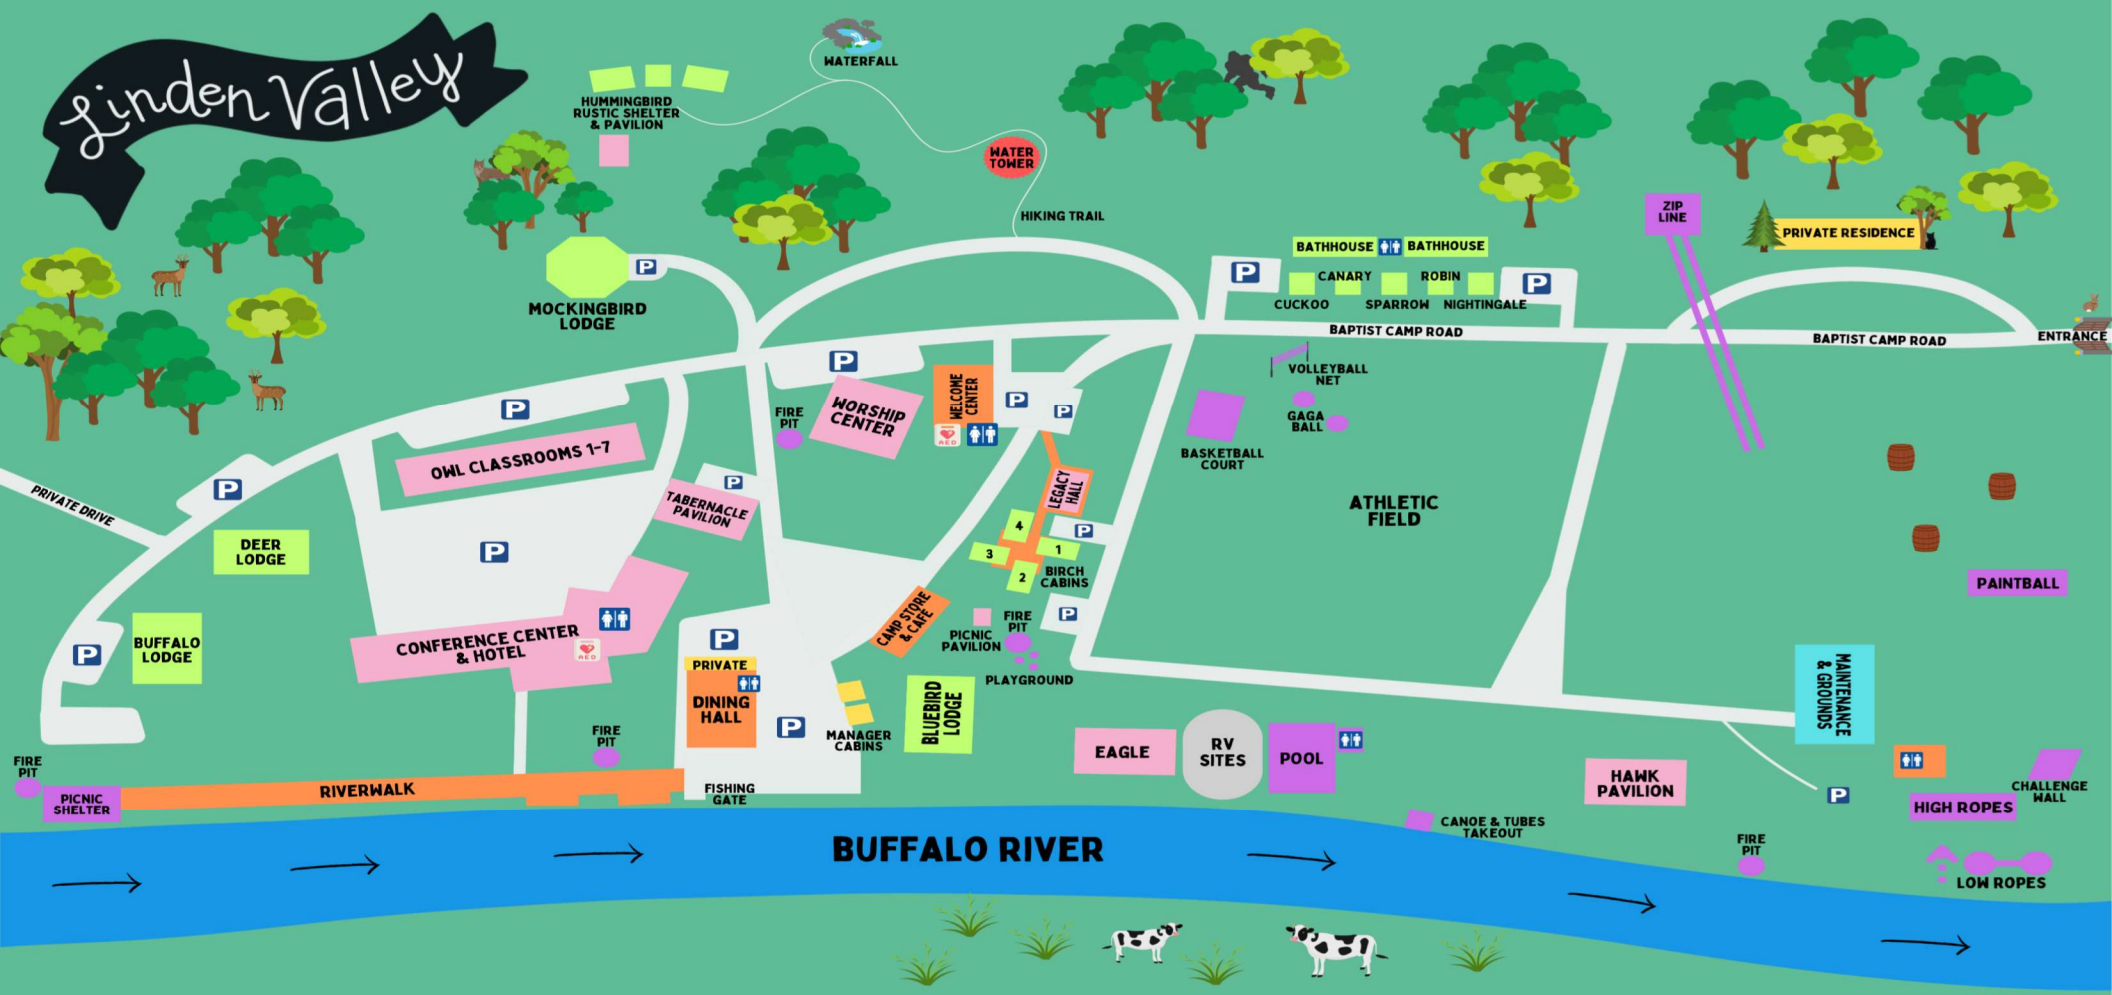 Linden Valley
WATERFALL
HUMMINGBIRD
RUSTIC SHELTER
& PAVILION
WATER
TOWER
HIKING TRAIL
ZIP
LINE
PRIVATE RESIDENCE
BATHHOUSE
BATHHOUSE
P
CANARY
ROBIN
P
CUCKOO
SPARROW
NIGHTINGALE
P
MOCKINGBIRD
LODGE
BAPTIST CAMP ROAD
BAPTIST CAMP ROAD
ENTRANCE
VOLLEYBALL
NET
GAGA
BALL
BASKETBALL
COURT
ATHLETIC
FIELD
P
FIRE
PIT
WORSHIP
CENTER
WELCOME
CENTER
AED
P
P
P
OWL CLASSROOMS 1-7
P
TABERNACLE
PAVILION
LEGACY
HALL
P
4
3
1
2
BIRCH
CABINS
P
P
PRIVATE DRIVE
DEER
LODGE
P
BUFFALO
LODGE
P
CONFERENCE CENTER
& HOTEL
AED
P
PRIVATE
DINING
HALL
P
CAMP STORE
& CAFE
PICNIC
PAVILION
FIRE
PIT
PLAYGROUND
MANAGER
CABINS
BLUEBIRD
LODGE
PAINTBALL
MAINTENANCE
& GROUNDS
EAGLE
RV
SITES
POOL
HAWK
PAVILION
P
CHALLENGE
WALL
HIGH ROPES
FIRE
PIT
LOW ROPES
CANOE & TUBES
TAKEOUT
FIRE
PIT
FIRE
PIT
PICNIC
SHELTER
RIVERWALK
FISHING
GATE
BUFFALO RIVER